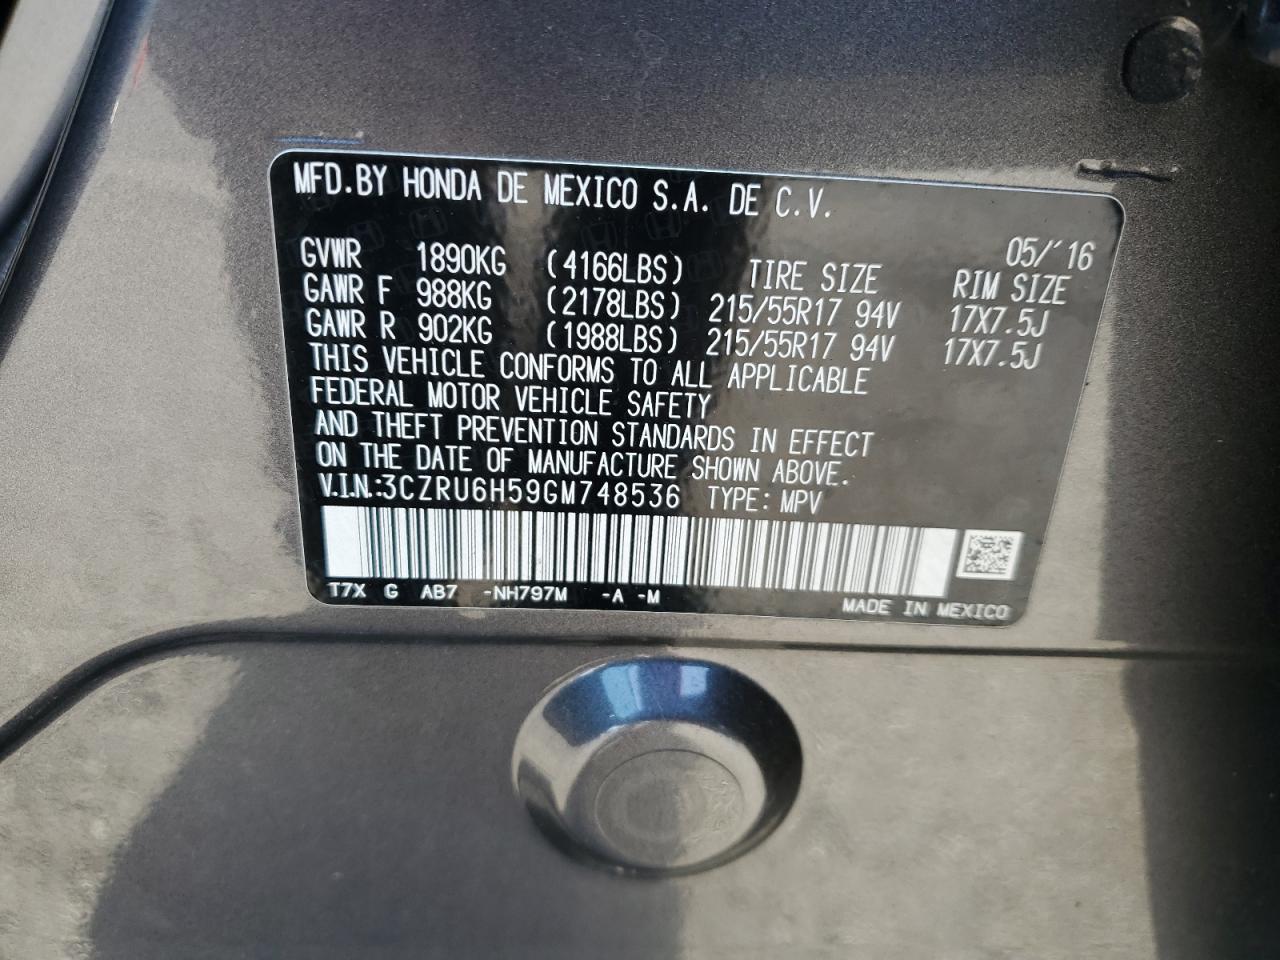 MFD.BY HONDA DE MEXICO S.A. DE C.V.
05/'16
GVWR 1890KG (4166LBS) TIRE SIZE RIM SIZE
GAWR F 988KG (2178LBS) 215/55R17 94V 17X7.5J
GAWR R 902KG (1988LBS) 215/55R17 94V 17X7.5J
THIS VEHICLE CONFORMS TO ALL APPLICABLE
FEDERAL MOTOR VEHICLE SAFETY
AND THEFT PREVENTION STANDARDS IN EFFECT
ON THE DATE OF MANUFACTURE SHOWN ABOVE.
V.I.N.:3CZRU6H59GM748536 TYPE: MPV
T7X G AB7 -NH797M -A -M
MADE IN MEXICO